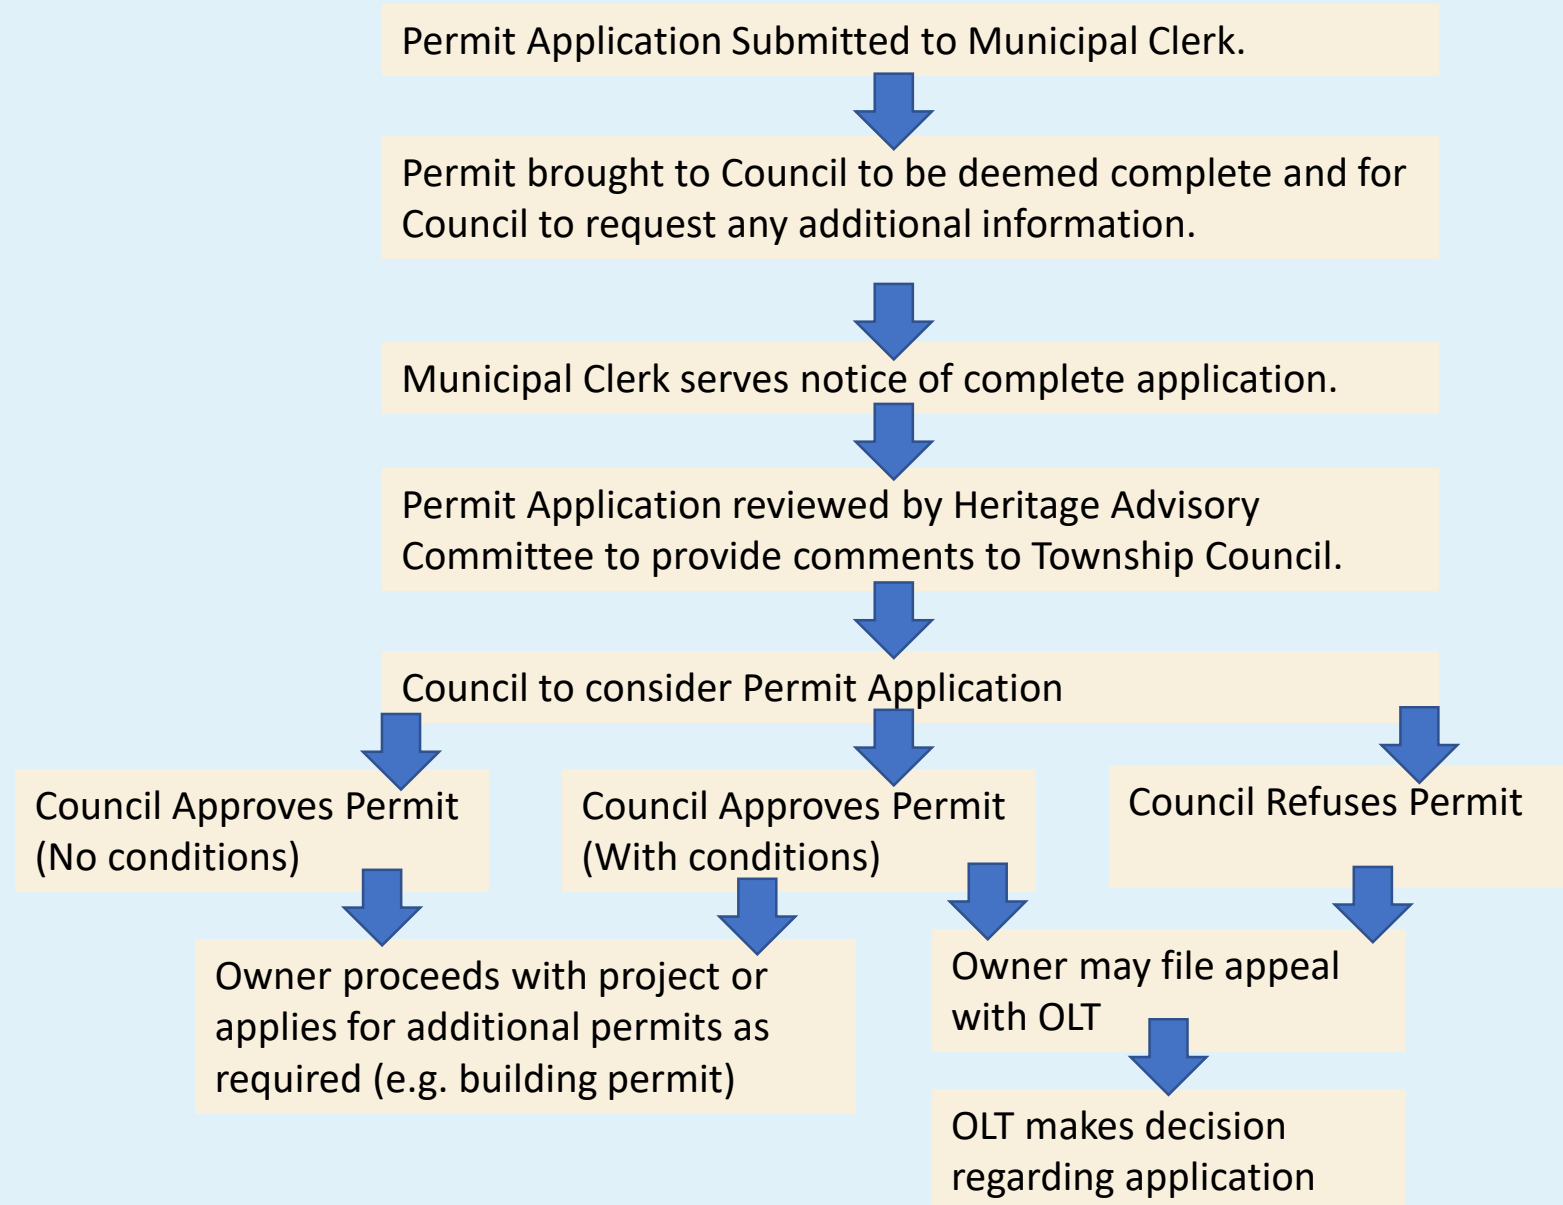 Permit Application Submitted to Municipal Clerk.
Permit brought to Council to be deemed complete and for
Council to request any additional information.
Municipal Clerk serves notice of complete application.
Permit Application reviewed by Heritage Advisory
Committee to provide comments to Township Council.
Council to consider Permit Application
Council Approves Permit
(No conditions)
Council Approves Permit
(With conditions)
Council Refuses Permit
Owner proceeds with project or
applies for additional permits as
required (e.g. building permit)
Owner may file appeal
with OLT
OLT makes decision
regarding application